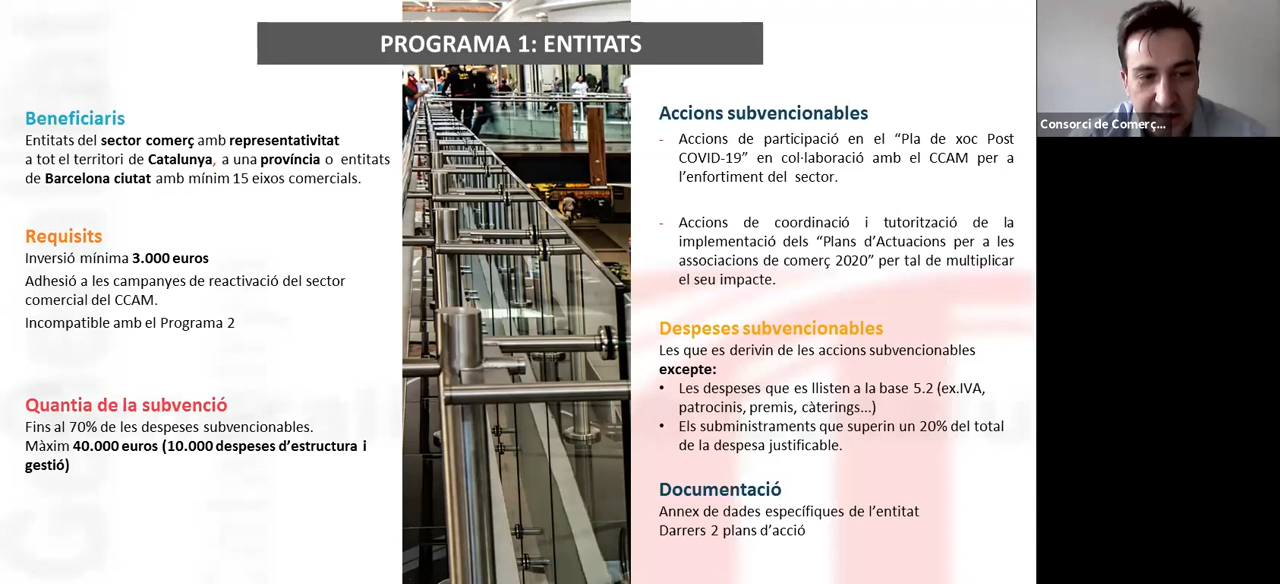 PROGRAMA 1: ENTITATS
Beneficiaris
Entitats del sector comerç amb representativitat
a tot el territori de Catalunya, a una província o entitats
de Barcelona ciutat amb mínim 15 eixos comercials.
Requisits
Inversió mínima 3.000 euros
Adhesió a les campanyes de reactivació del sector
comercial del CCAM.
Incompatible amb el Programa 2
Quantia de la subvenció
Fins al 70% de les despeses subvencionables.
Màxim 40.000 euros (10.000 despeses d'estructura i
gestió)
Accions subvencionables
- Accions de participació en el “Pla de xoc Post
COVID-19” en col·laboració amb el CCAM per a
l'enfortiment del sector.
- Accions de coordinació i tutorització de la
implementació dels “Plans d'Actuacions per a les
associacions de comerç 2020” per tal de multiplicar
el seu impacte.
Despeses subvencionables
Les que es derivin de les accions subvencionables
excepte:
• Les despeses que es llisten a la base 5.2 (ex.IVA,
patrocinis, premis, càterings...)
• Els subministraments que superin un 20% del total
de la despesa justificable.
Documentació
Annex de dades específiques de l'entitat
Darrers 2 plans d'acció
Consorci de Comerç...